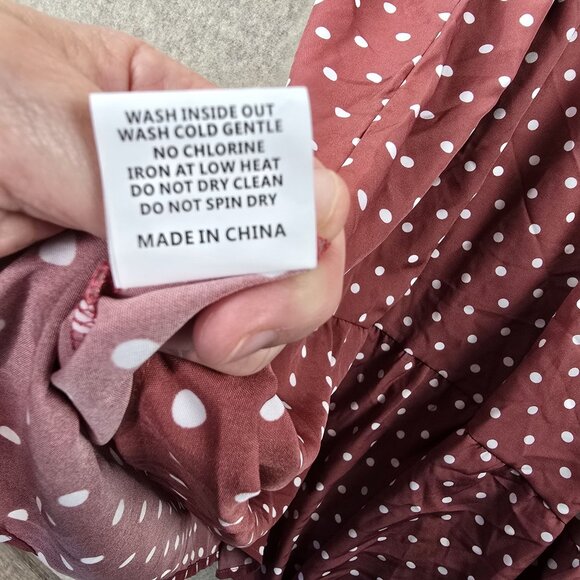 WASH INSIDE OUT
WASH COLD GENTLE
NO CHLORINE
IRON AT LOW HEAT
DO NOT DRY CLEAN
DO NOT SPIN DRY
MADE IN CHINA